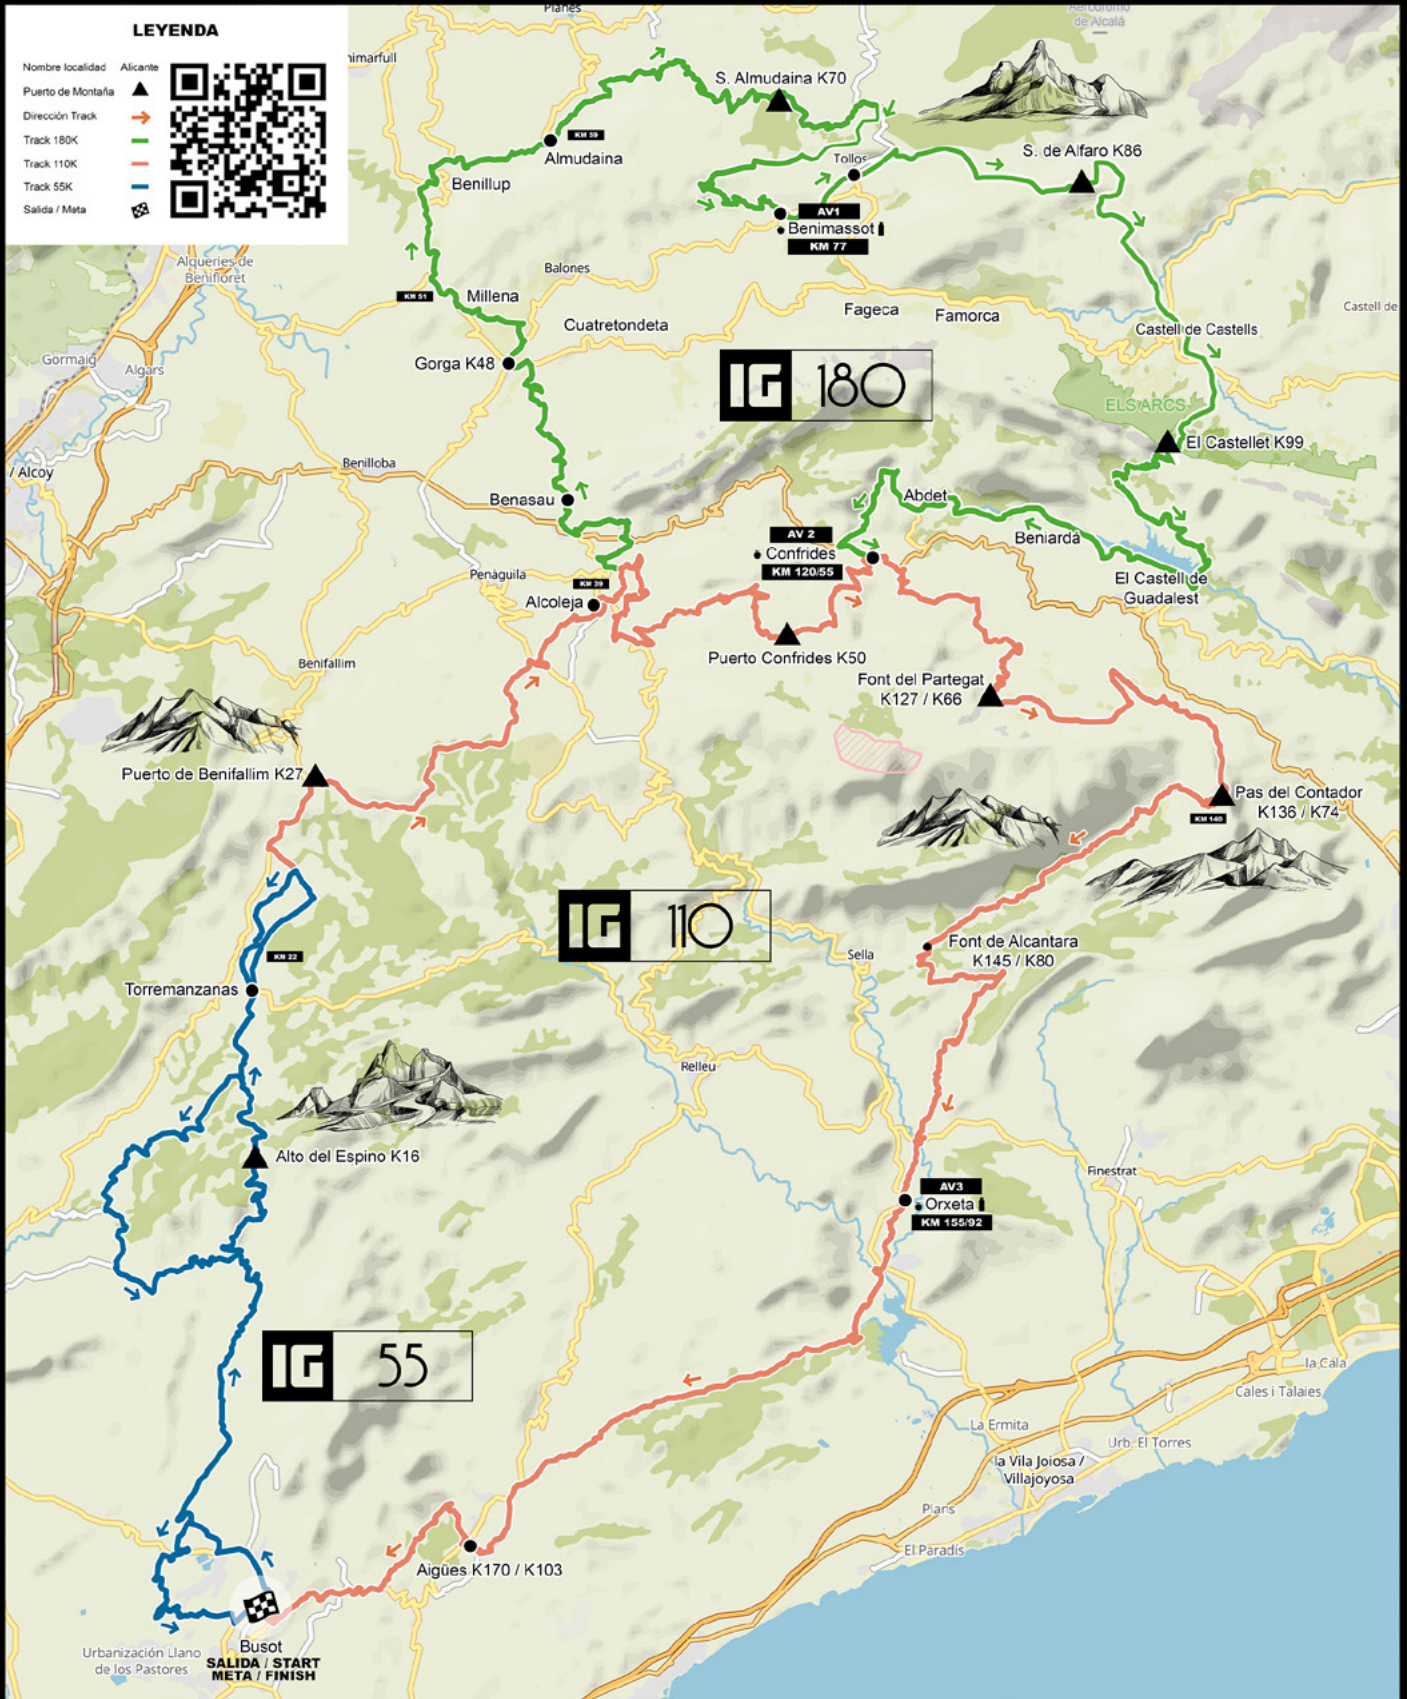 LEYENDA
Nombre localidad Alicante
Puerto de Montaña
Dirección Track
Track 180K
Track 110K
Track 55K
Salida / Meta
Planes
Aeródromo
de Alcalá
nimarfull
S. Almudaina K70
KM 59
Almudaina
Benillup
Tollos
S. de Alfaro K86
AV1
Benimassot
KM 77
Alqueries de
Benifloret
Balones
KM 51
Millena
Cuatretondeta
Fageca
Famorca
Castell de
Castell de Castells
Gormaig
Algars
Gorga K48
IG 180
ELS ARCS
El Castellet K99
/ Alcoy
Benilloba
Benasau
Abdet
AV 2
Confrides
KM 120/55
Beniardá
El Castell de
Guadalest
Penàguila
KM 39
Alcoleja
Benifallim
Puerto Confrides K50
Font del Partegat
K127 / K66
Puerto de Benifallim K27
Pas del Contador
K136 / K74
KM 140
IG 110
Font de Alcantara
K145 / K80
Sella
KM 22
Torremanzanas
Relleu
Alto del Espino K16
Finestrat
AV3
Orxeta
KM 155/92
IG 55
la Cala
Cales i Talaies
La Ermita
Urb. El Torres
la Vila Joiosa /
Villajoyosa
Plans
El Paradís
Aigües K170 / K103
Busot
SALIDA / START
META / FINISH
Urbanización Llano
de los Pastores